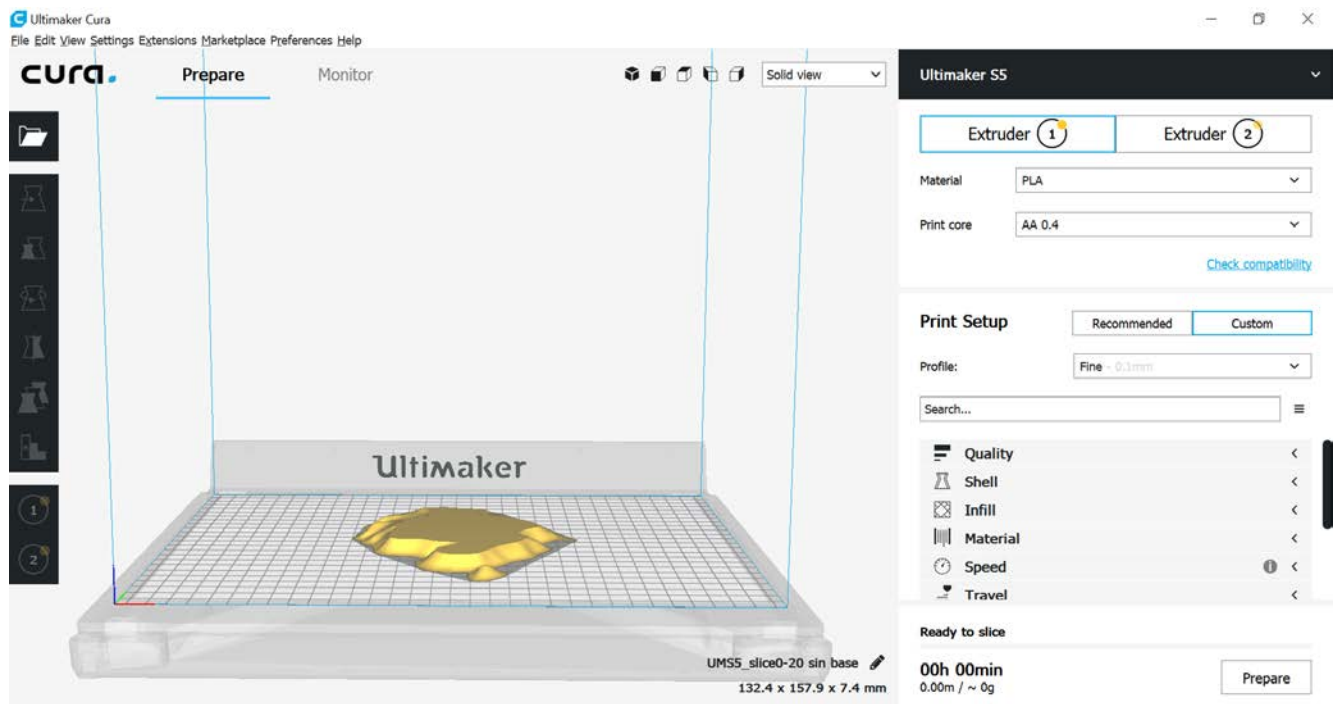 Ultimaker Cura
File Edit View Settings Extensions Marketplace Preferences Help
cura.
Prepare
Monitor
Solid view
Ultimaker S5
Extruder 1
Extruder 2
Material
PLA
Print core
AA 0.4
Check compatibility
Print Setup
Recommended
Custom
Profile:
Fine - 0.1mm
Search...
Quality
Shell
Infill
Material
Speed
Travel
Ultimaker
1
2
UMS5_slice0-20 sin base
132.4 x 157.9 x 7.4 mm
Ready to slice
00h 00min
0.00m / ~ 0g
Prepare